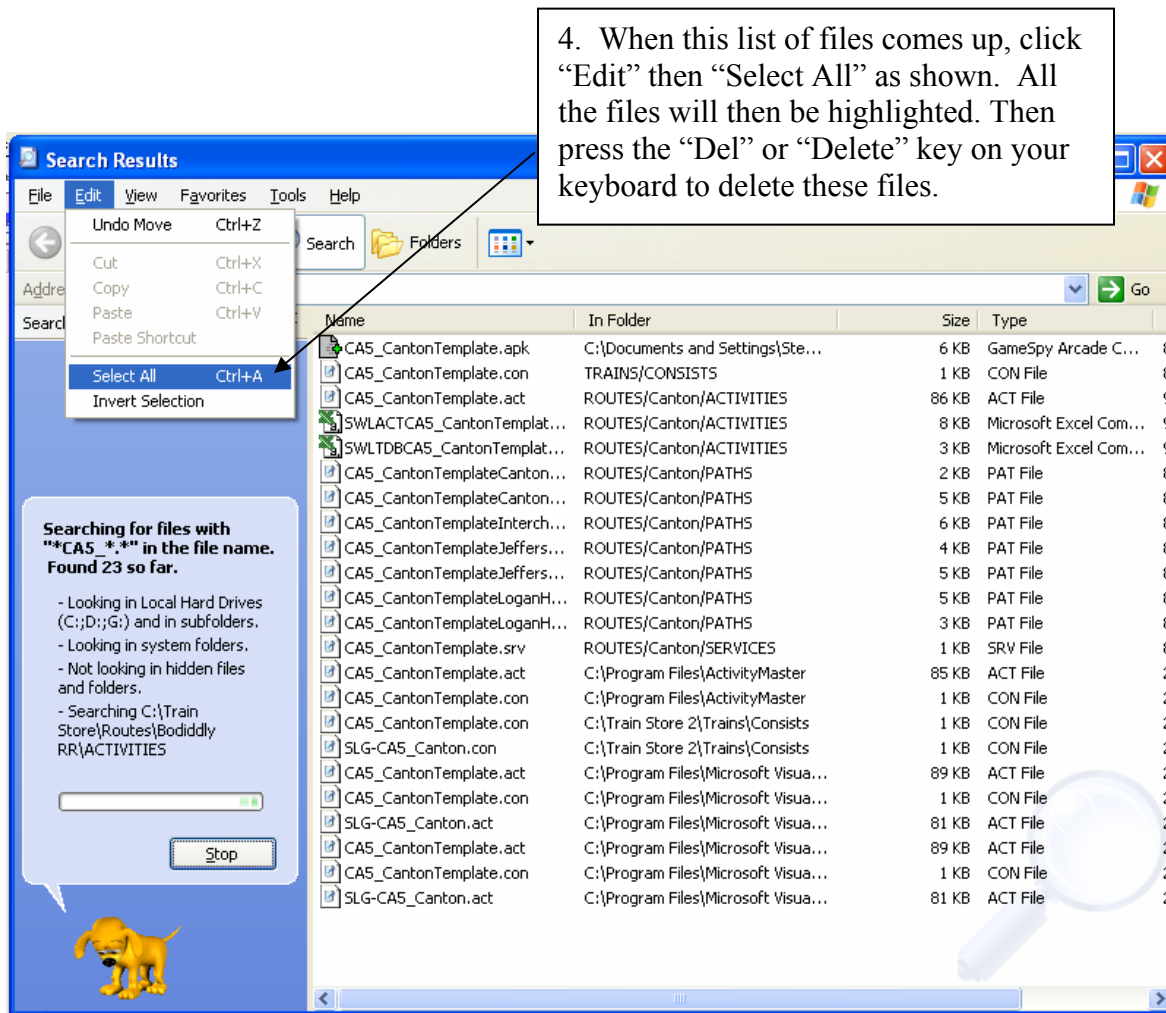 4. When this list of files comes up, click
“Edit” then “Select All” as shown. All
the files will then be highlighted. Then
press the “Del” or “Delete” key on your
keyboard to delete these files.
Search Results
File Edit View Favorites Tools Help
Undo Move Ctrl+Z
Cut Ctrl+X
Copy Ctrl+C
Paste Ctrl+V
Paste Shortcut
Select All Ctrl+A
Invert Selection
Search Folders
Addre Go
Searc
Name In Folder Size Type
CA5_CantonTemplate.apk C:\Documents and Settings\Ste... 6 KB GameSpy Arcade C...
CA5_CantonTemplate.con TRAINS/CONSISTS 1 KB CON File
CA5_CantonTemplate.act ROUTES/Canton/ACTIVITIES 86 KB ACT File
SWLACTCA5_CantonTemplat... ROUTES/Canton/ACTIVITIES 8 KB Microsoft Excel Com...
SWLTDBCA5_CantonTemplat... ROUTES/Canton/ACTIVITIES 3 KB Microsoft Excel Com...
CA5_CantonTemplateCanton... ROUTES/Canton/PATHS 2 KB PAT File
CA5_CantonTemplateCanton... ROUTES/Canton/PATHS 5 KB PAT File
CA5_CantonTemplateInterch... ROUTES/Canton/PATHS 6 KB PAT File
CA5_CantonTemplateJeffers... ROUTES/Canton/PATHS 4 KB PAT File
CA5_CantonTemplateJeffers... ROUTES/Canton/PATHS 5 KB PAT File
CA5_CantonTemplateLoganH... ROUTES/Canton/PATHS 5 KB PAT File
CA5_CantonTemplateLoganH... ROUTES/Canton/PATHS 3 KB PAT File
CA5_CantonTemplate.srv ROUTES/Canton/SERVICES 1 KB SRV File
CA5_CantonTemplate.act C:\Program Files\ActivityMaster 85 KB ACT File
CA5_CantonTemplate.con C:\Program Files\ActivityMaster 1 KB CON File
CA5_CantonTemplate.con C:\Train Store 2\Trains\Consists 1 KB CON File
SLG-CA5_Canton.con C:\Train Store 2\Trains\Consists 1 KB CON File
CA5_CantonTemplate.act C:\Program Files\Microsoft Visua... 89 KB ACT File
CA5_CantonTemplate.con C:\Program Files\Microsoft Visua... 1 KB CON File
SLG-CA5_Canton.act C:\Program Files\Microsoft Visua... 81 KB ACT File
CA5_CantonTemplate.act C:\Program Files\Microsoft Visua... 89 KB ACT File
CA5_CantonTemplate.con C:\Program Files\Microsoft Visua... 1 KB CON File
SLG-CA5_Canton.act C:\Program Files\Microsoft Visua... 81 KB ACT File
Searching for files with
"*CA5_*.*" in the file name.
Found 23 so far.
- Looking in Local Hard Drives
(C:;D:;G:) and in subfolders.
- Looking in system folders.
- Not looking in hidden files
and folders.
- Searching C:\Train
Store\Routes\Bodiddly
RR\ACTIVITIES
Stop